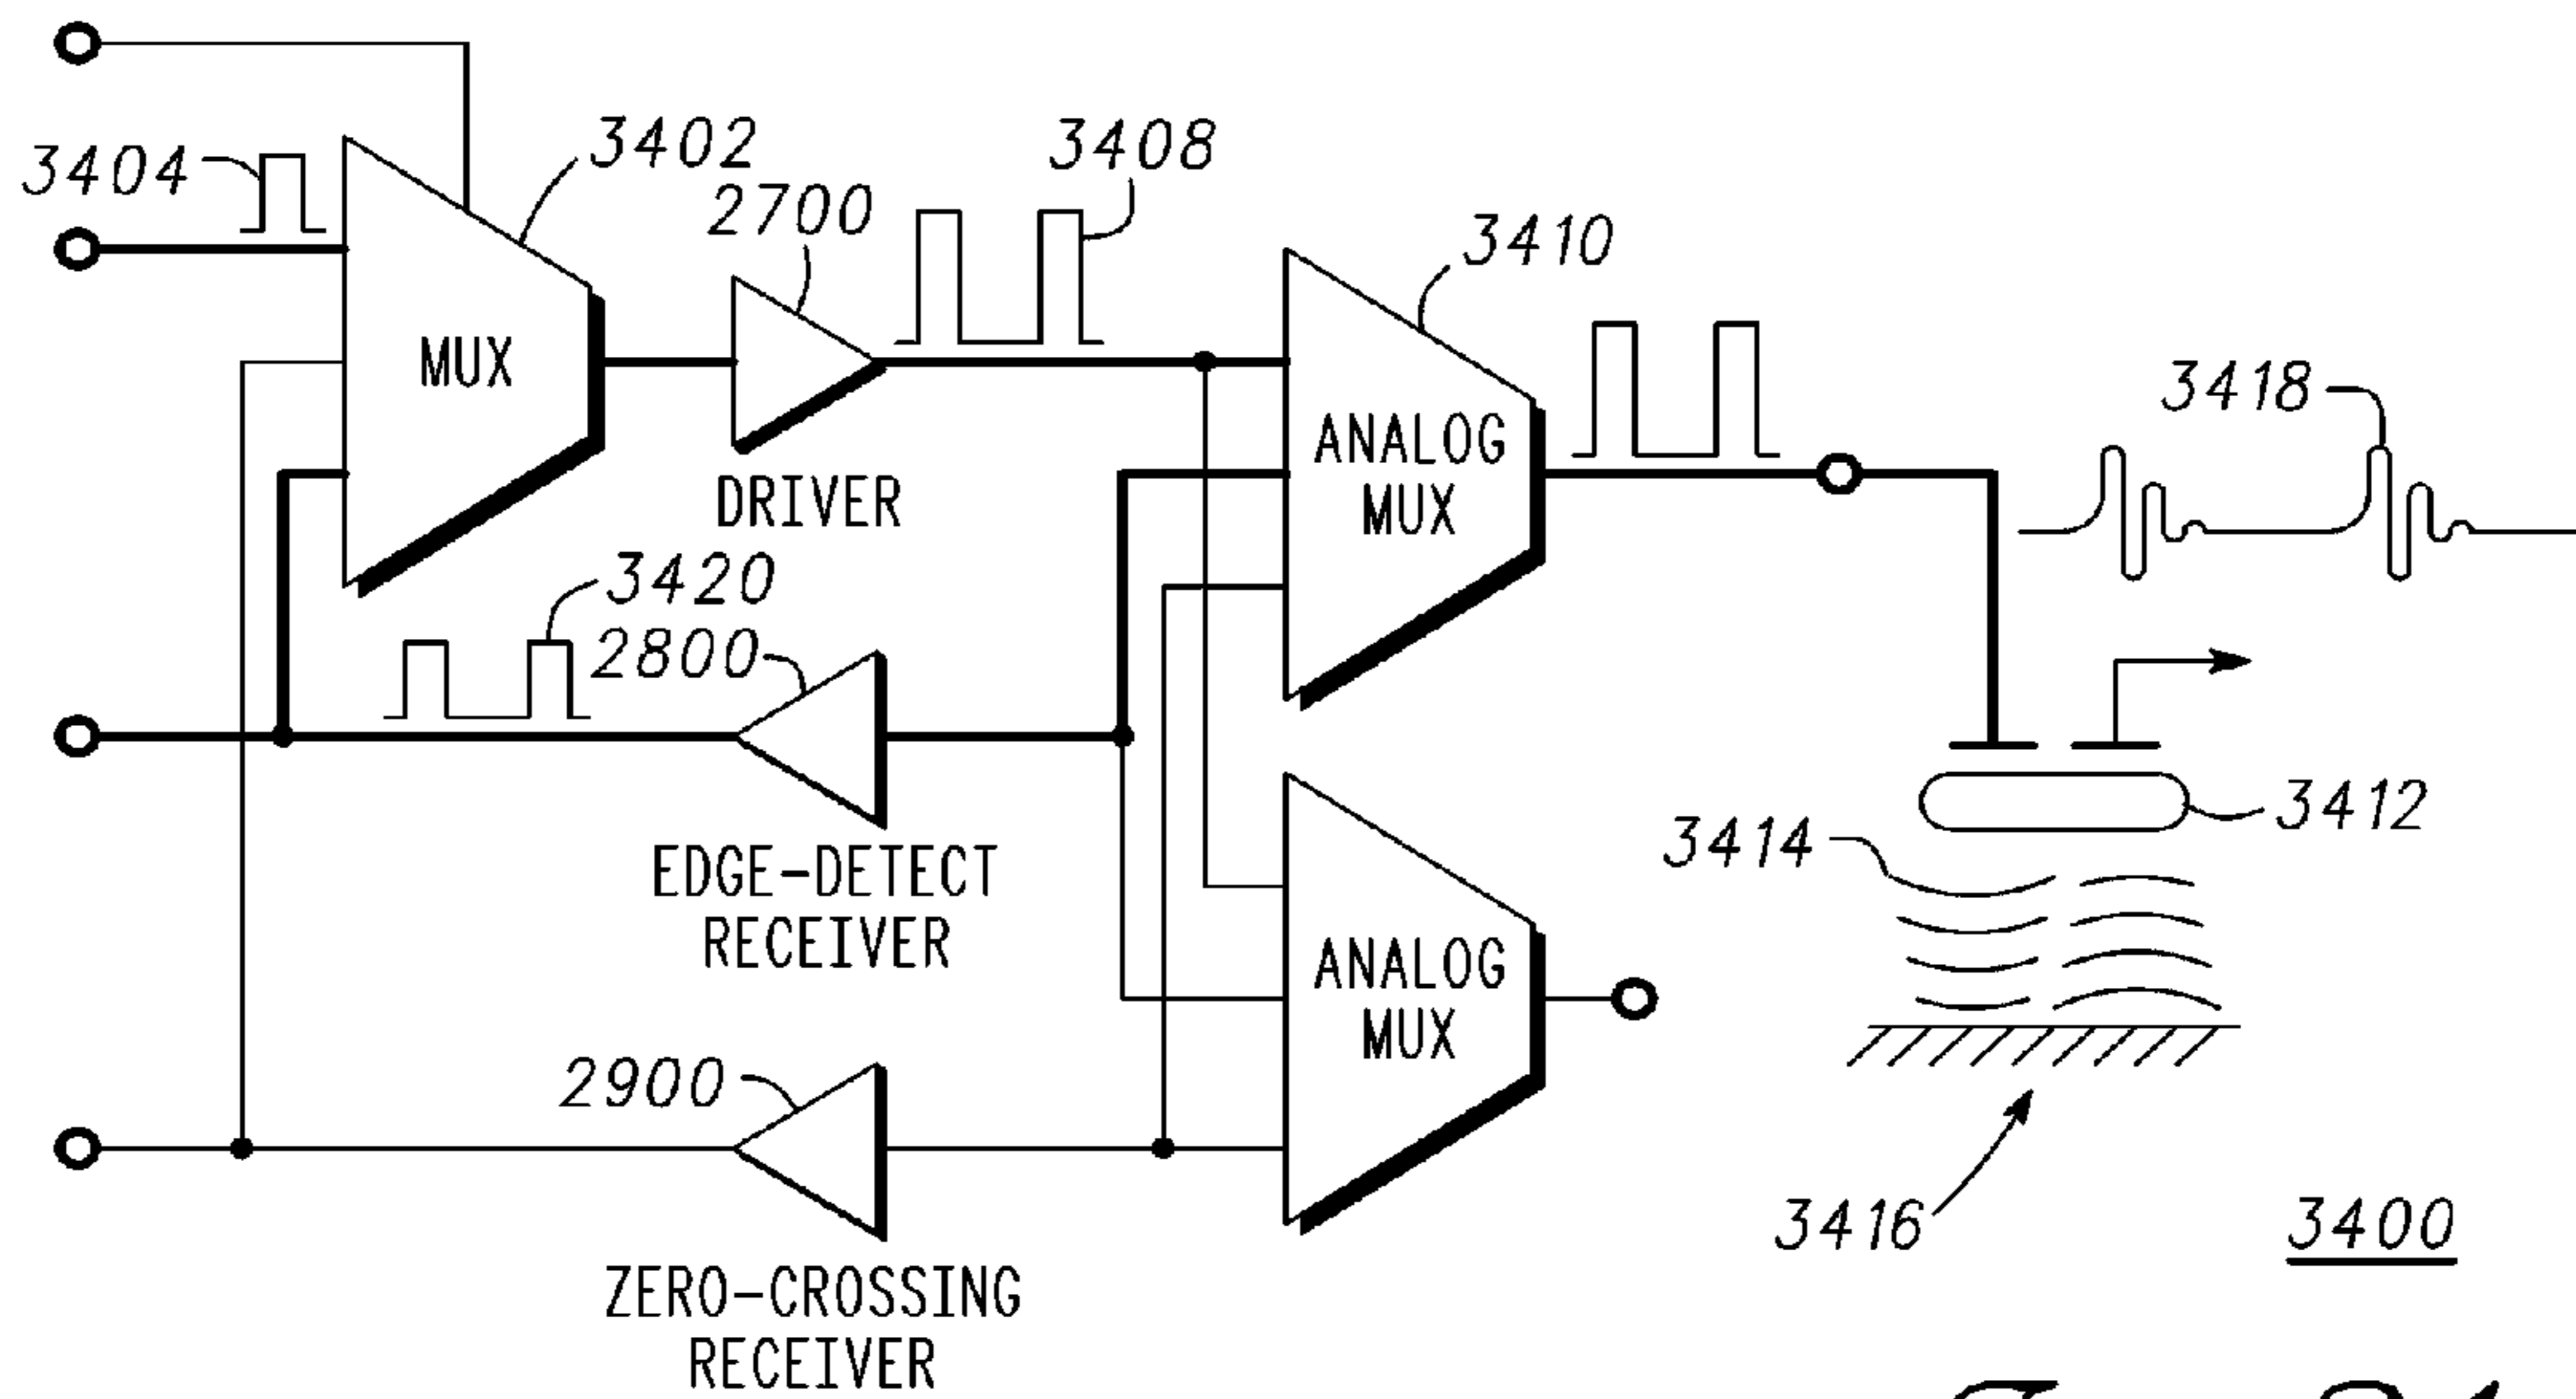 3404
3402
2700
3408
3410
3418
MUX
DRIVER
ANALOG
MUX
3420
2800
EDGE-DETECT
RECEIVER
3412
3414
ANALOG
MUX
2900
3416
3400
ZERO-CROSSING
RECEIVER